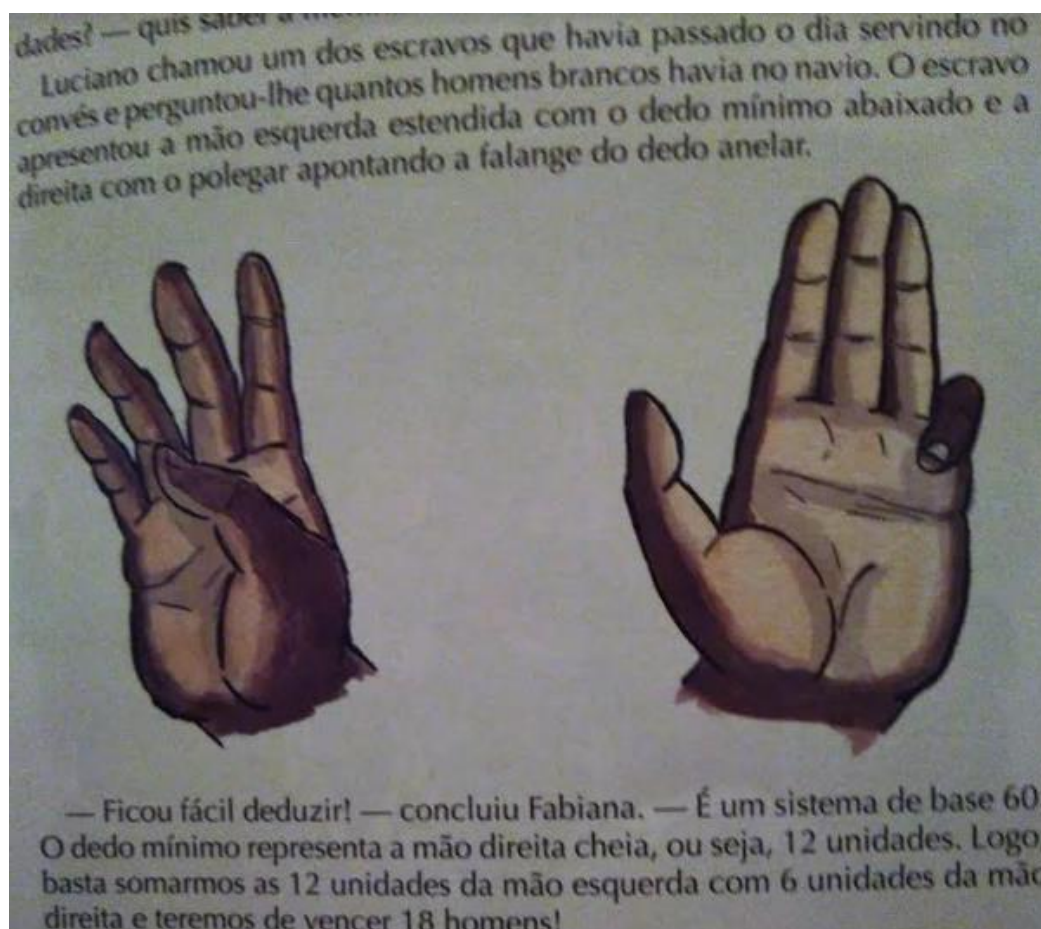 dades? — quis saber a
Luciano chamou um dos escravos que havia passado o dia servindo no
convés e perguntou-lhe quantos homens brancos havia no navio. O escravo
apresentou a mão esquerda estendida com o dedo mínimo abaixado e a
direita com o polegar apontando a falange do dedo anelar.
— Ficou fácil deduzir! — concluiu Fabiana. — É um sistema de base 60
O dedo mínimo representa a mão direita cheia, ou seja, 12 unidades. Logo
basta somarmos as 12 unidades da mão esquerda com 6 unidades da mão
direita e teremos de vencer 18 homens!